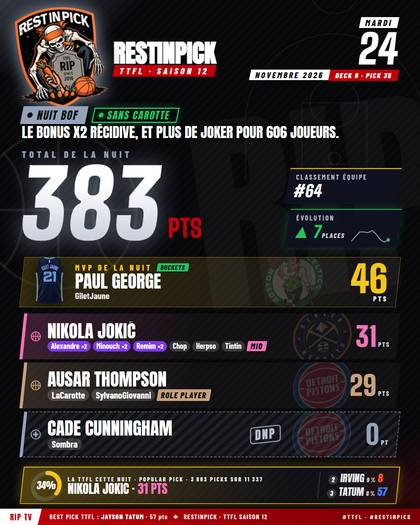 REST IN PICK
RIP
TTFL
RESTINPICK
TTFL · SAISON 12
MARDI
24
NOVEMBRE 2026
DECK 6 · PICK 35
NUIT BOF
SANS CAROTTE
LE BONUS X2 RÉCIDIVE, ET PLUS DE JOKER POUR 606 JOUEURS.
TOTAL DE LA NUIT
383 PTS
CLASSEMENT ÉQUIPE
#64
ÉVOLUTION
▲ 7 PLACES
MVP DE LA NUIT
BUCKETS
PAUL GEORGE
GiletJaune
21
46
PTS
NIKOLA JOKIĆ
Alexandre ×2 Minouch ×2 Remim ×2 Chop Herpso Tintin MID
31 PTS
AUSAR THOMPSON
LaCarotte SylvanoGiovanni ROLE PLAYER
DETROIT PISTONS
29 PTS
CADE CUNNINGHAM
Sombra
DNP
DETROIT PISTONS
0 PT
34%
LA TTFL CETTE NUIT · POPULAR PICK · 3 883 PICKS SUR 11 337
NIKOLA JOKIC · 31 PTS
2 IRVING 9% 8
3 TATUM 8% 57
RIP TV
BEST PICK TTFL : JAYSON TATUM · 57 pts ◆ RESTINPICK · TTFL SAISON 12
#TTFL · #RESTINPICK